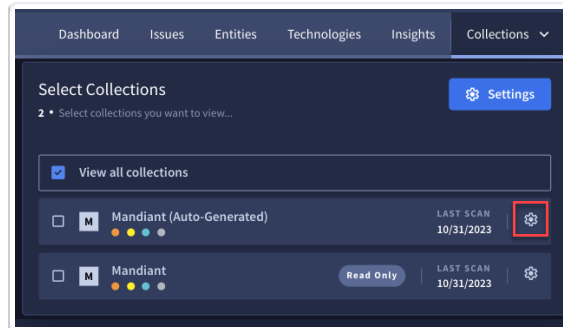 Dashboard Issues Entities Technologies Insights Collections
Select Collections
Settings
2 • Select collections you want to view...
View all collections
M Mandiant (Auto-Generated) LAST SCAN
10/31/2023
M Mandiant Read Only LAST SCAN
10/31/2023